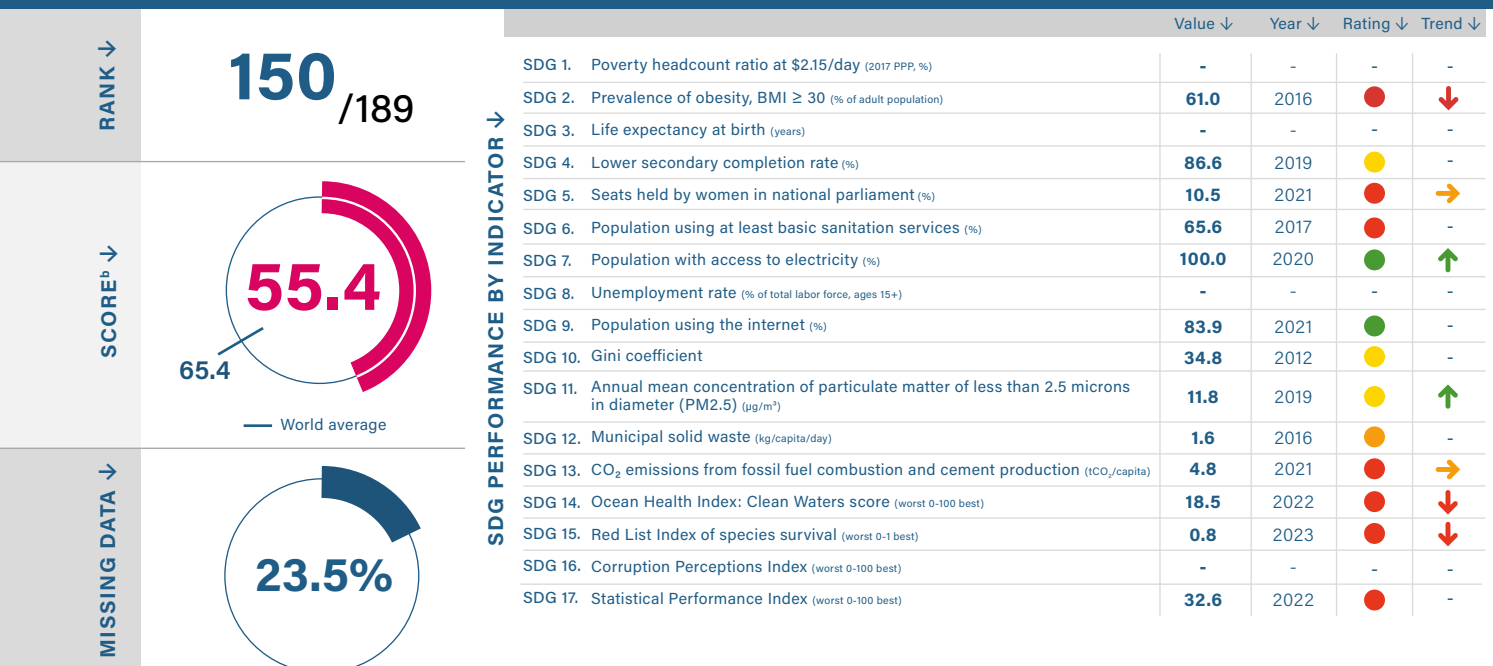 RANK →
150/189
SCOREᵇ →
55.4
65.4
World average
MISSING DATA →
23.5%
SDG PERFORMANCE BY INDICATOR →
Value ↓ Year ↓ Rating ↓ Trend ↓
SDG 1. Poverty headcount ratio at $2.15/day (2017 PPP, %) - - - -
SDG 2. Prevalence of obesity, BMI ≥ 30 (% of adult population) 61.0 2016 ↓
SDG 3. Life expectancy at birth (years) - - - -
SDG 4. Lower secondary completion rate (%) 86.6 2019 -
SDG 5. Seats held by women in national parliament (%) 10.5 2021 →
SDG 6. Population using at least basic sanitation services (%) 65.6 2017 -
SDG 7. Population with access to electricity (%) 100.0 2020 ↑
SDG 8. Unemployment rate (% of total labor force, ages 15+) - - - -
SDG 9. Population using the internet (%) 83.9 2021 -
SDG 10. Gini coefficient 34.8 2012 -
SDG 11. Annual mean concentration of particulate matter of less than 2.5 microns
in diameter (PM2.5) (µg/m³) 11.8 2019 ↑
SDG 12. Municipal solid waste (kg/capita/day) 1.6 2016 -
SDG 13. CO₂ emissions from fossil fuel combustion and cement production (tCO₂/capita) 4.8 2021 →
SDG 14. Ocean Health Index: Clean Waters score (worst 0-100 best) 18.5 2022 ↓
SDG 15. Red List Index of species survival (worst 0-1 best) 0.8 2023 ↓
SDG 16. Corruption Perceptions Index (worst 0-100 best) - - - -
SDG 17. Statistical Performance Index (worst 0-100 best) 32.6 2022 -